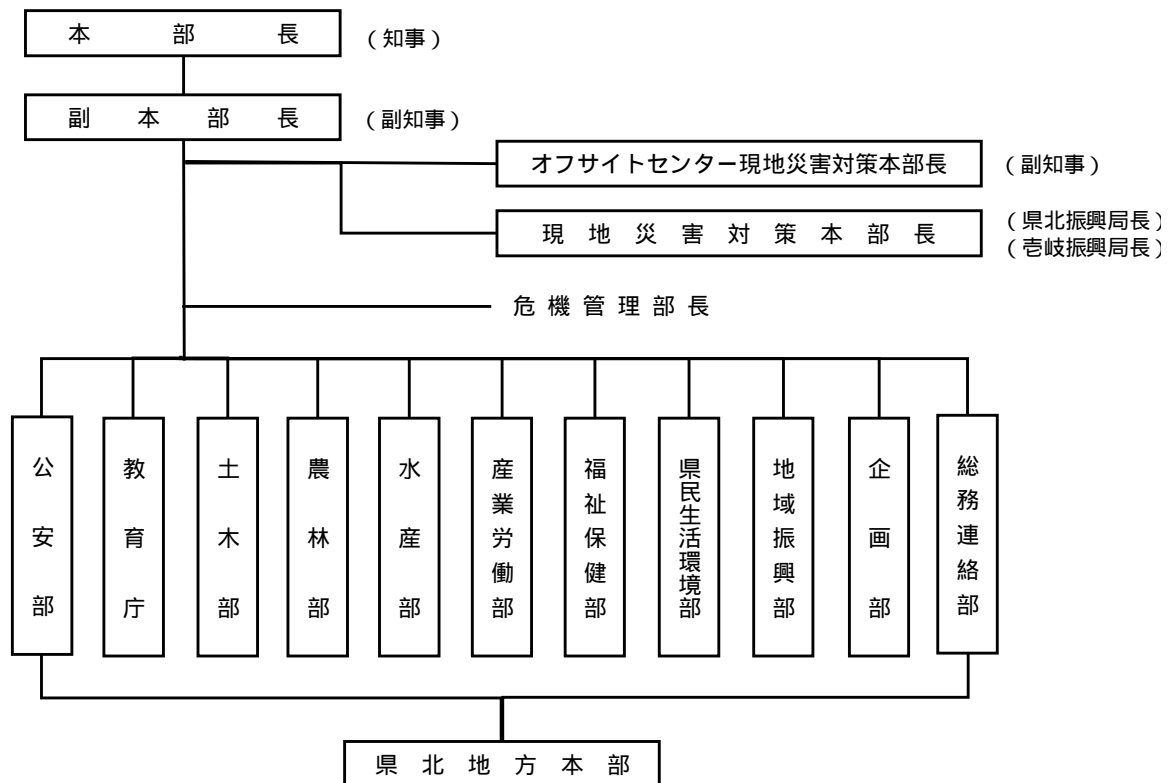 本部長 (知事)
副本部長 (副知事)
オフサイトセンター現地災害対策本部長 (副知事)
現地災害対策本部長 (県北振興局長)
(壱岐振興局長)
危機管理部長
公安部
教育庁
土木部
農林部
水産部
産業労働部
福祉保健部
県民生活環境部
地域振興部
企画部
総務連絡部
県北地方本部